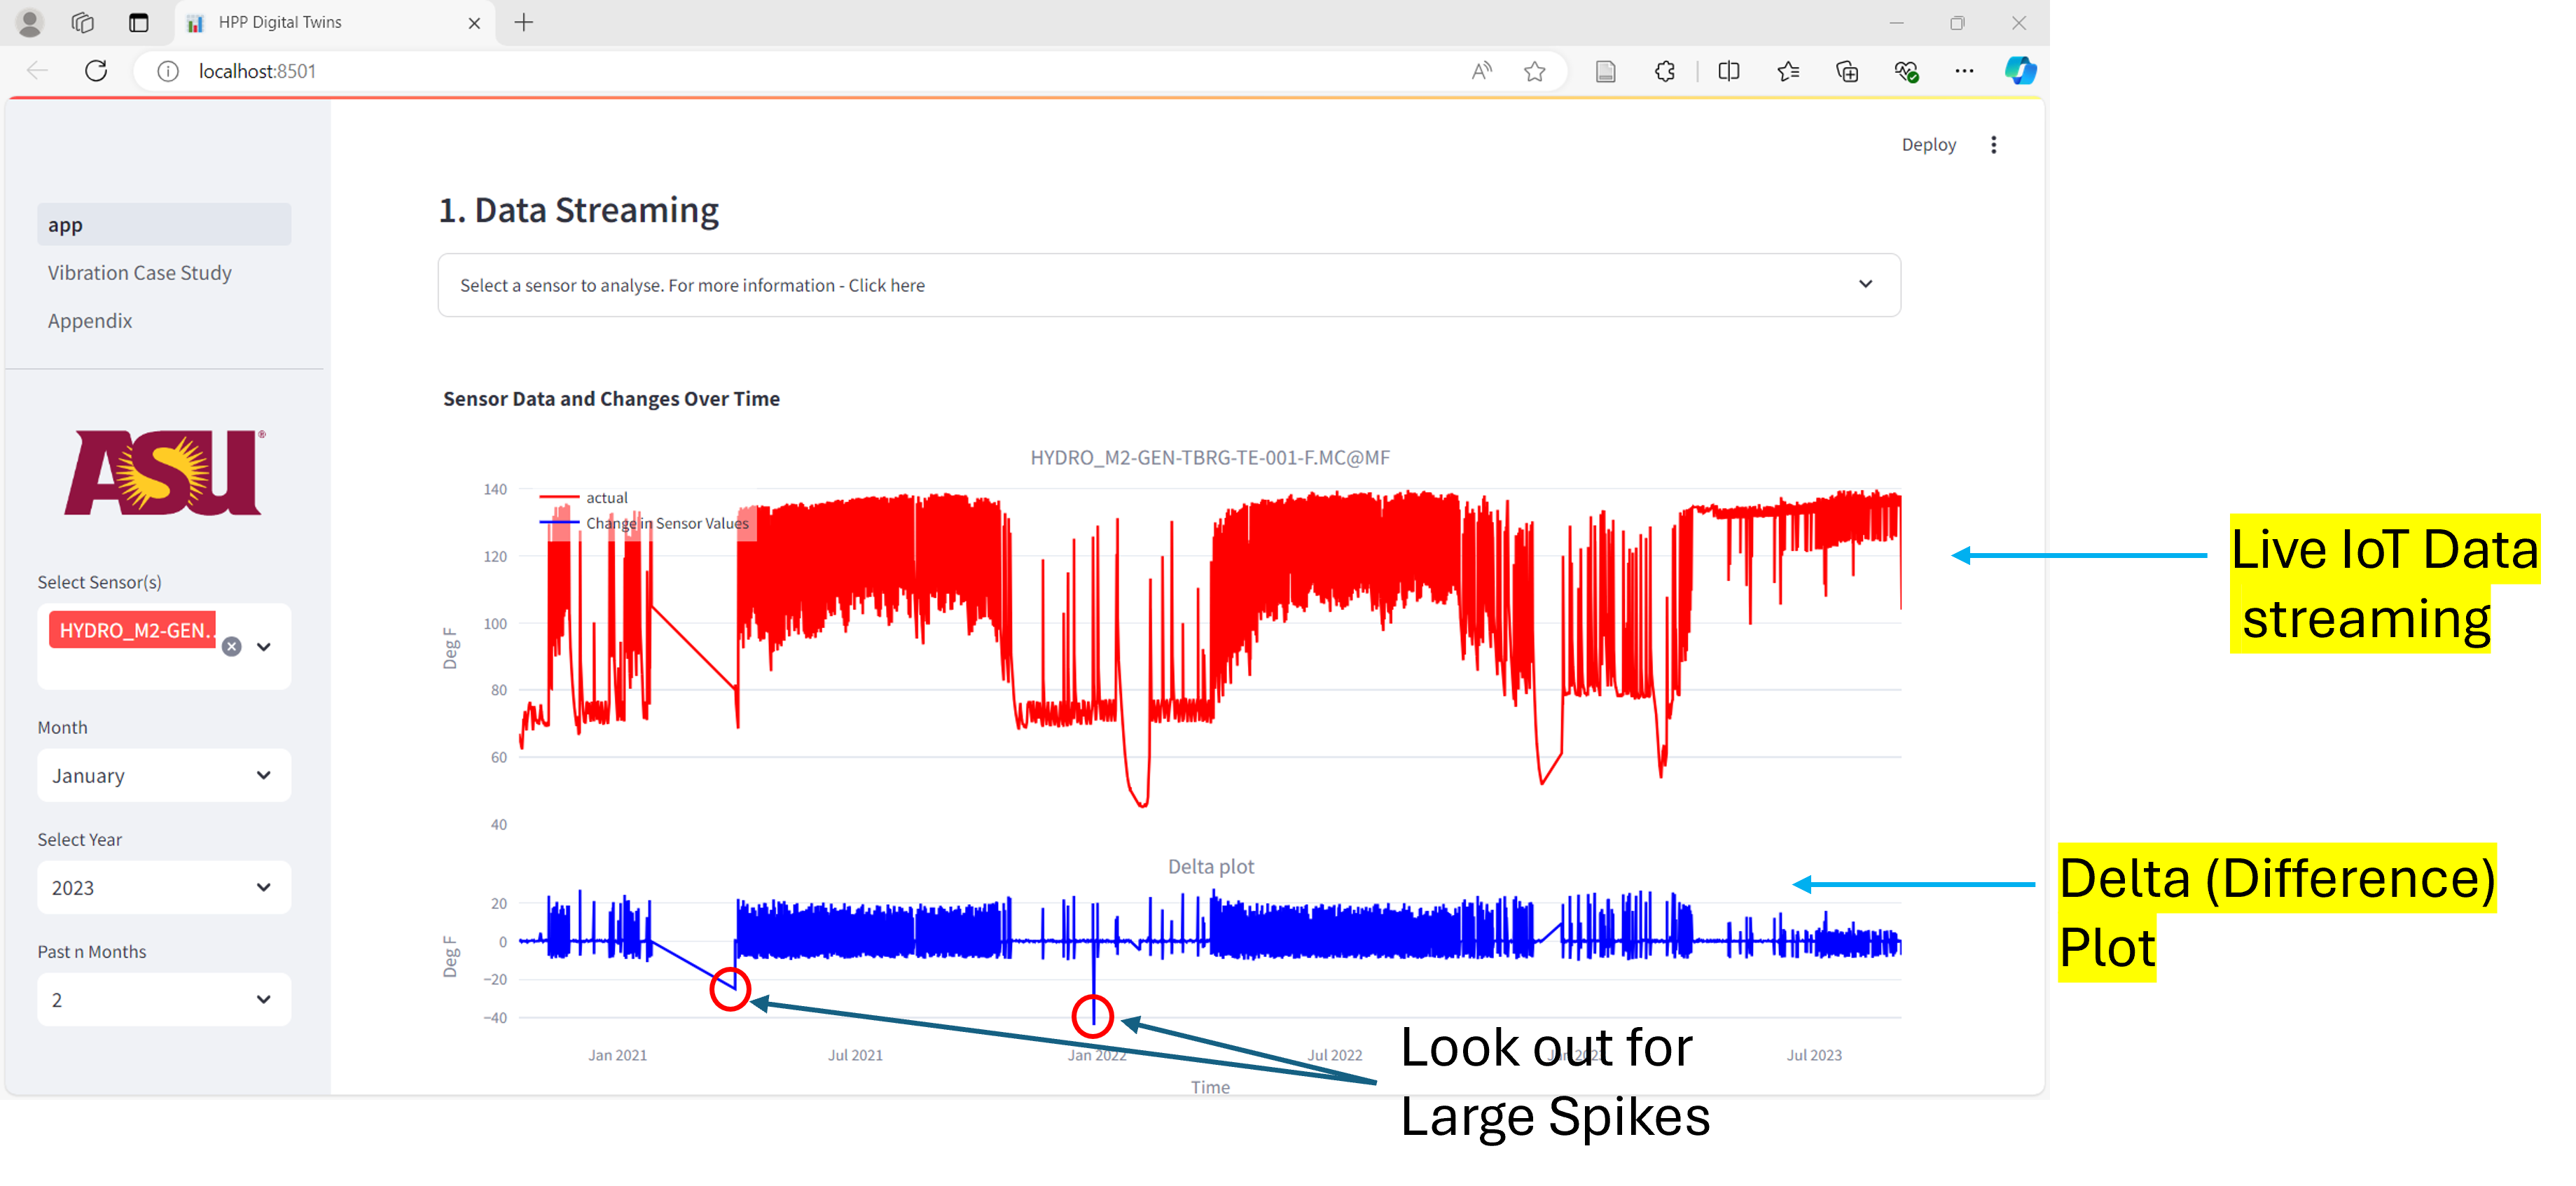 HPP Digital Twins
localhost:8501
Deploy
app
Vibration Case Study
Appendix
ASU®
Select Sensor(s)
HYDRO_M2-GEN...
Month
January
Select Year
2023
Past n Months
2
1. Data Streaming
Select a sensor to analyse. For more information - Click here
Sensor Data and Changes Over Time
HYDRO_M2-GEN-TBRG-TE-001-F.MC@MF
actual
Change in Sensor Values
140
120
100
80
60
40
Deg F
Delta plot
20
0
−20
−40
Deg F
Jan 2021
Jul 2021
Jan 2022
Jul 2022
Jan 2023
Jul 2023
Time
Live IoT Data
streaming
Delta (Difference)
Plot
Look out for
Large Spikes